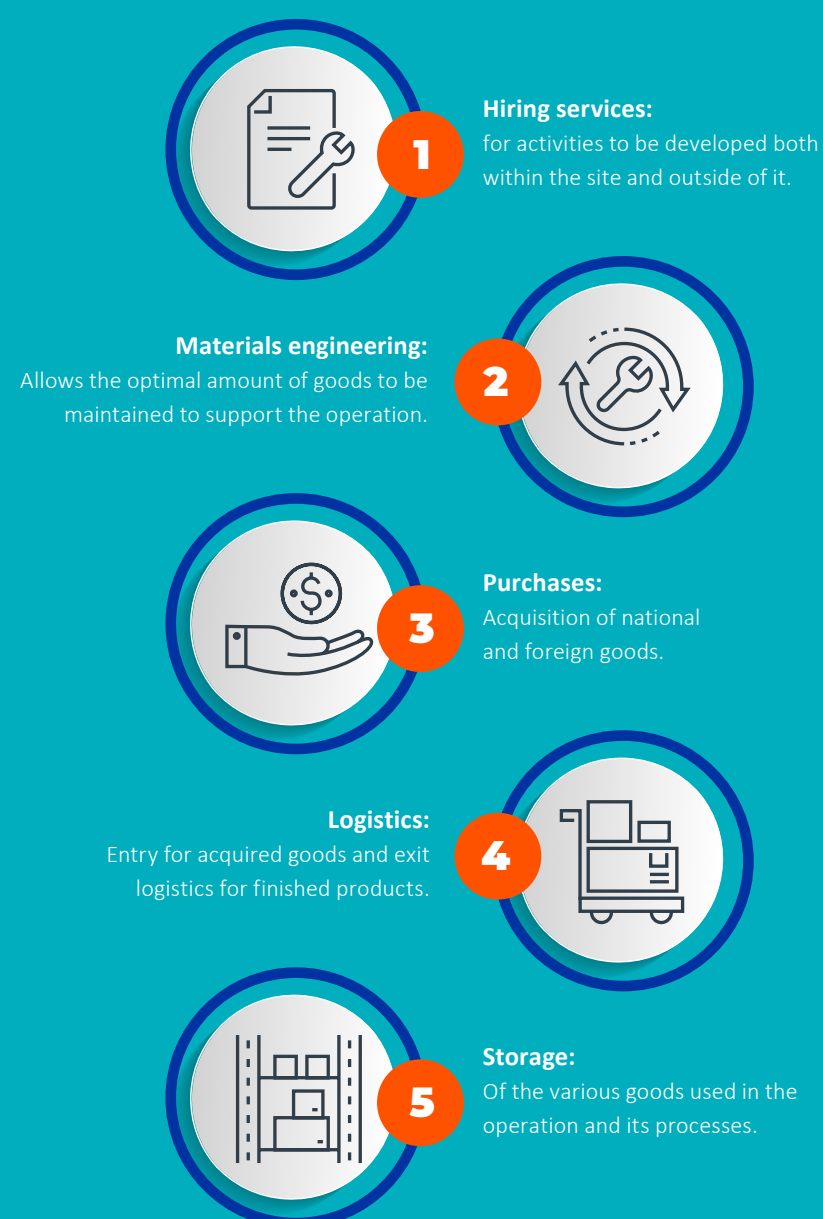 1
Hiring services:
for activities to be developed both
within the site and outside of it.
Materials engineering:
Allows the optimal amount of goods to be
maintained to support the operation.
2
$
3
Purchases:
Acquisition of national
and foreign goods.
Logistics:
Entry for acquired goods and exit
logistics for finished products.
4
5
Storage:
Of the various goods used in the
operation and its processes.